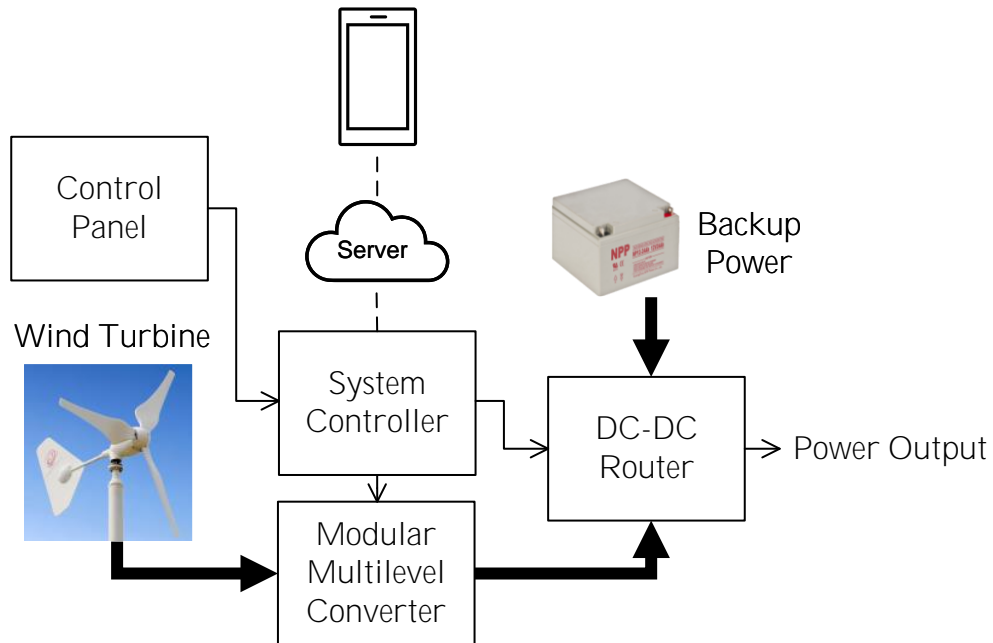 Control
Panel
Server
NPP
Backup
Power
Wind Turbine
System
Controller
DC-DC
Router
Power Output
Modular
Multilevel
Converter